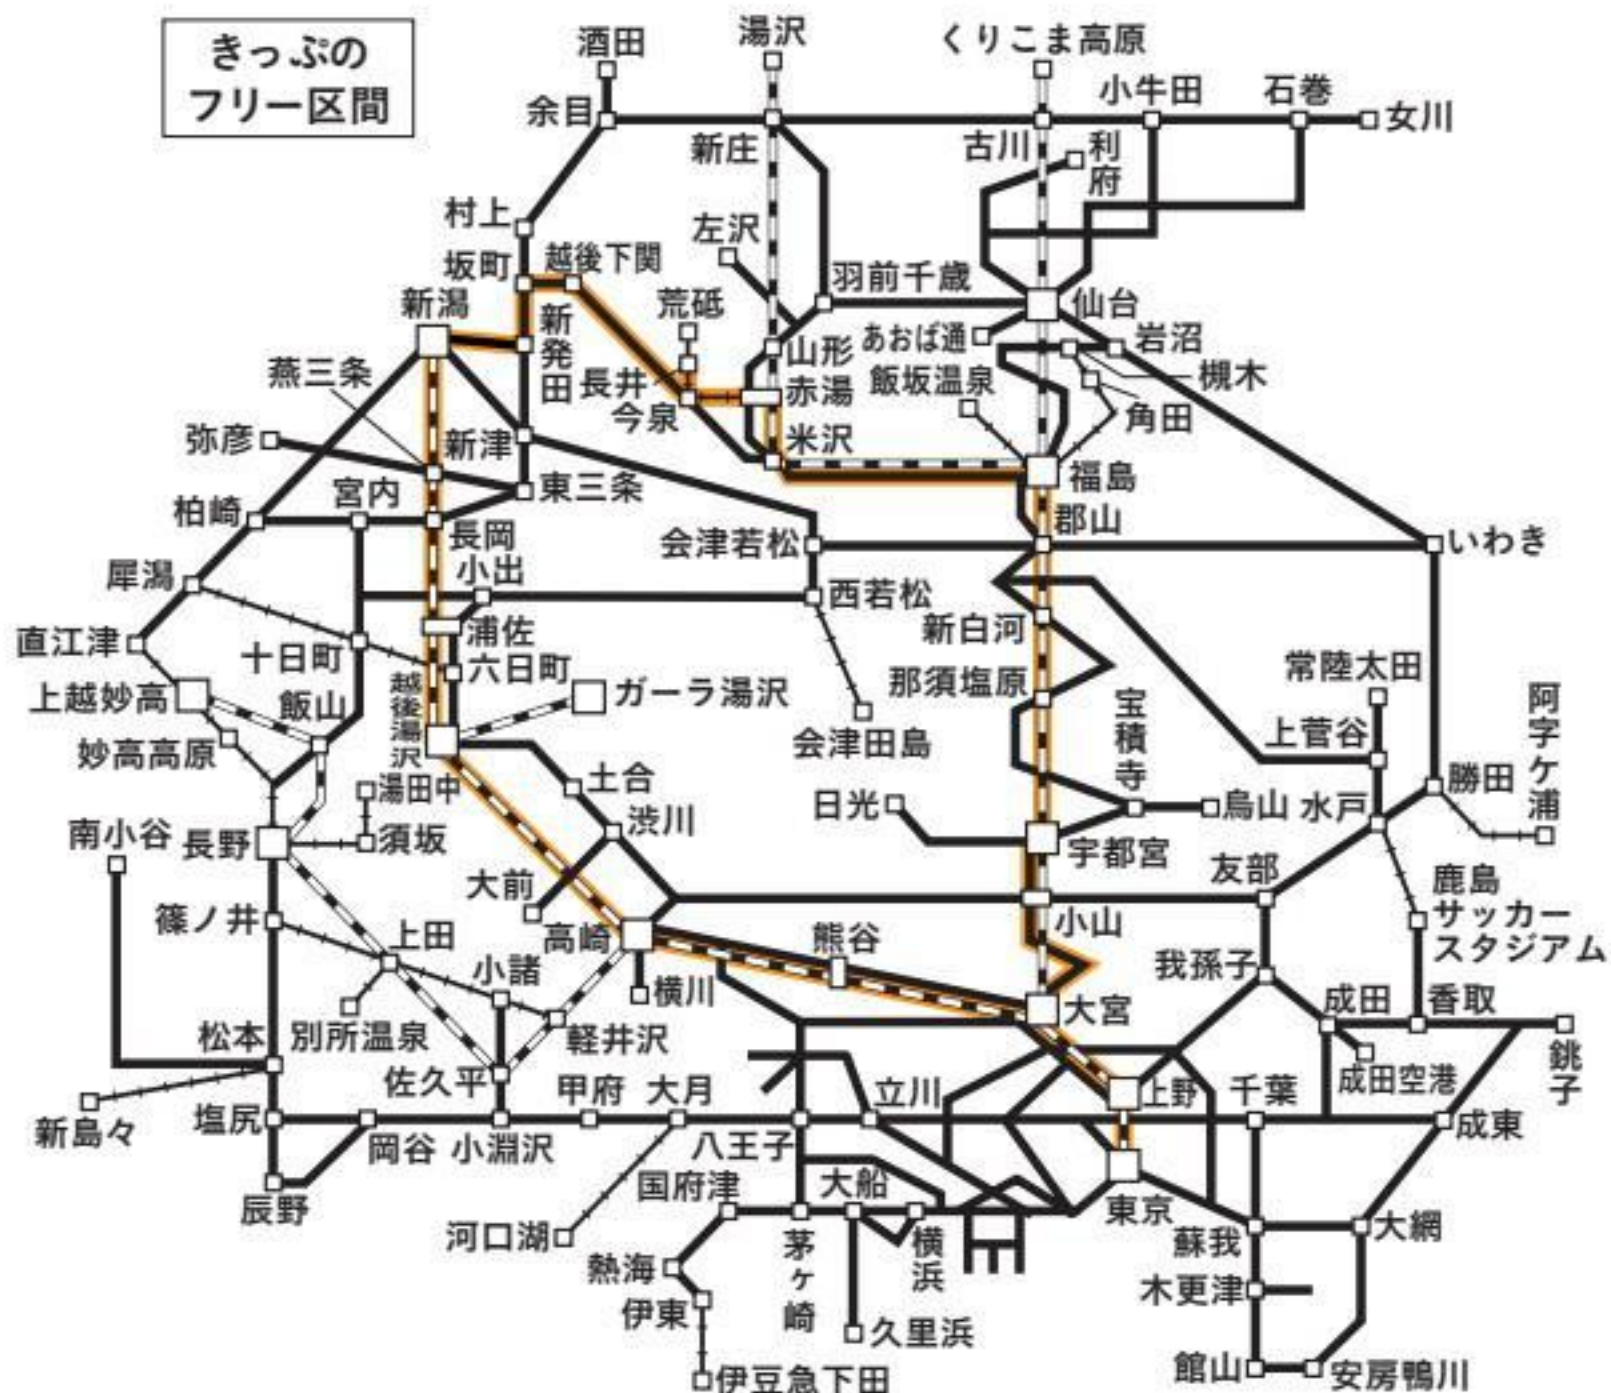 きっぷの
フリー区間
酒田
湯沢
くりこま高原
余目
新庄
古川
小牛田
石巻
女川
利府
村上
左沢
坂町
越後下関
羽前千歳
仙台
新潟
荒砥
新発田
山形
あおば通
岩沼
燕三条
長井
赤湯
飯坂温泉
槻木
今泉
角田
弥彦
新津
米沢
福島
宮内
東三条
柏崎
長岡
会津若松
郡山
いわき
犀潟
小出
西若松
直江津
浦佐
新白河
十日町
六日町
常陸太田
上越妙高
飯山
越後湯沢
ガーラ湯沢
那須塩原
宝積寺
阿字ケ浦
妙高高原
会津田島
上菅谷
湯田中
土合
日光
烏山
水戸
勝田
南小谷
長野
須坂
渋川
宇都宮
友部
大前
鹿島
サッカー
スタジアム
篠ノ井
上田
高崎
熊谷
小山
小諸
横川
我孫子
成田
香取
大宮
松本
別所温泉
軽井沢
銚子
佐久平
甲府
大月
立川
上野
千葉
成田空港
新島々
塩尻
岡谷
小淵沢
八王子
成東
辰野
国府津
大船
東京
河口湖
茅ヶ崎
横浜
蘇我
大網
熱海
木更津
伊東
久里浜
館山
安房鴨川
伊豆急下田